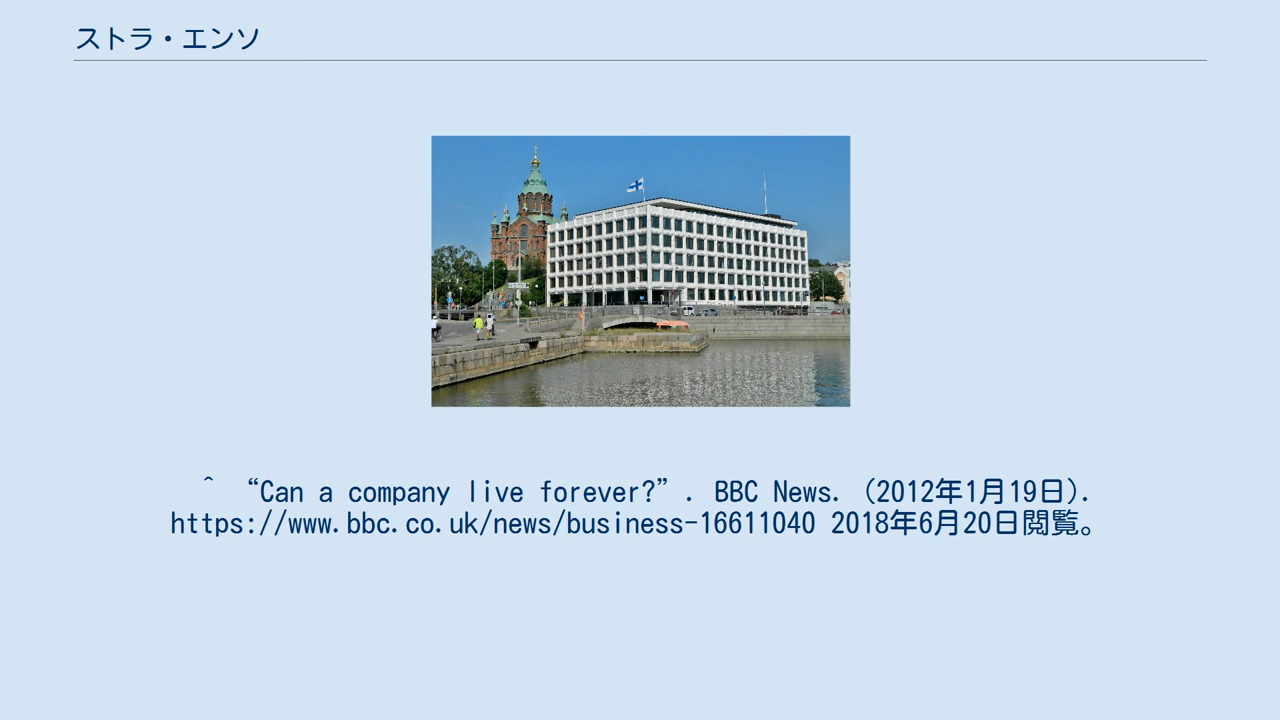 ストラ・エンソ
^ “Can a company live forever?”. BBC News. (2012年1月19日).
https://www.bbc.co.uk/news/business-16611040 2018年6月20日閲覧。